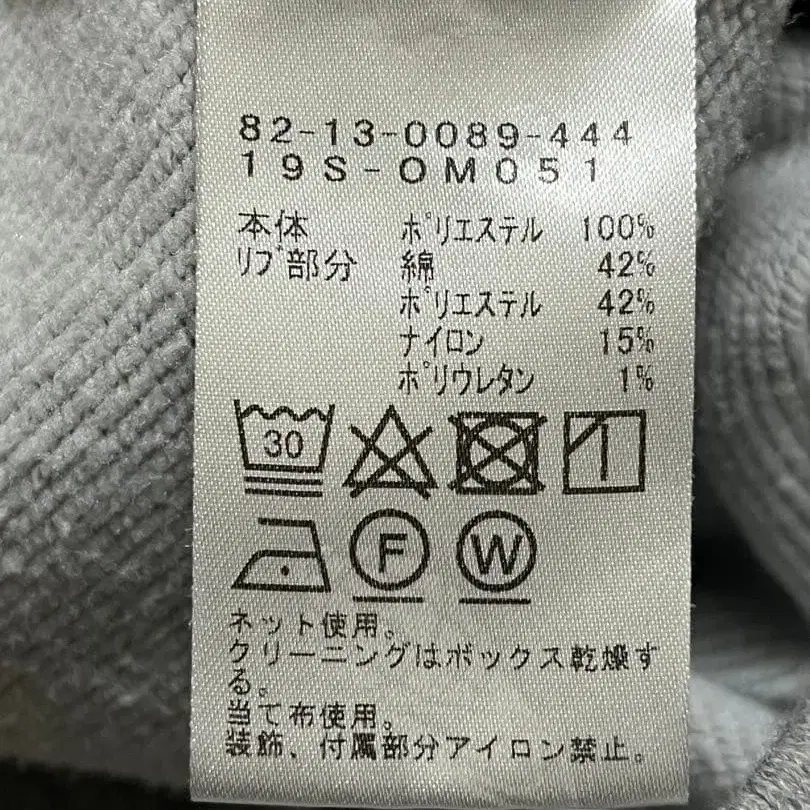 82-13-0089-444
19S-OM051
本体 ポリエステル 100%
リブ部分 綿 42%
ポリエステル 42%
ナイロン 15%
ポリウレタン 1%
30
F W
ネット使用。
クリーニングはボックス乾燥す
る。
当て布使用。
装飾、付属部分アイロン禁止。